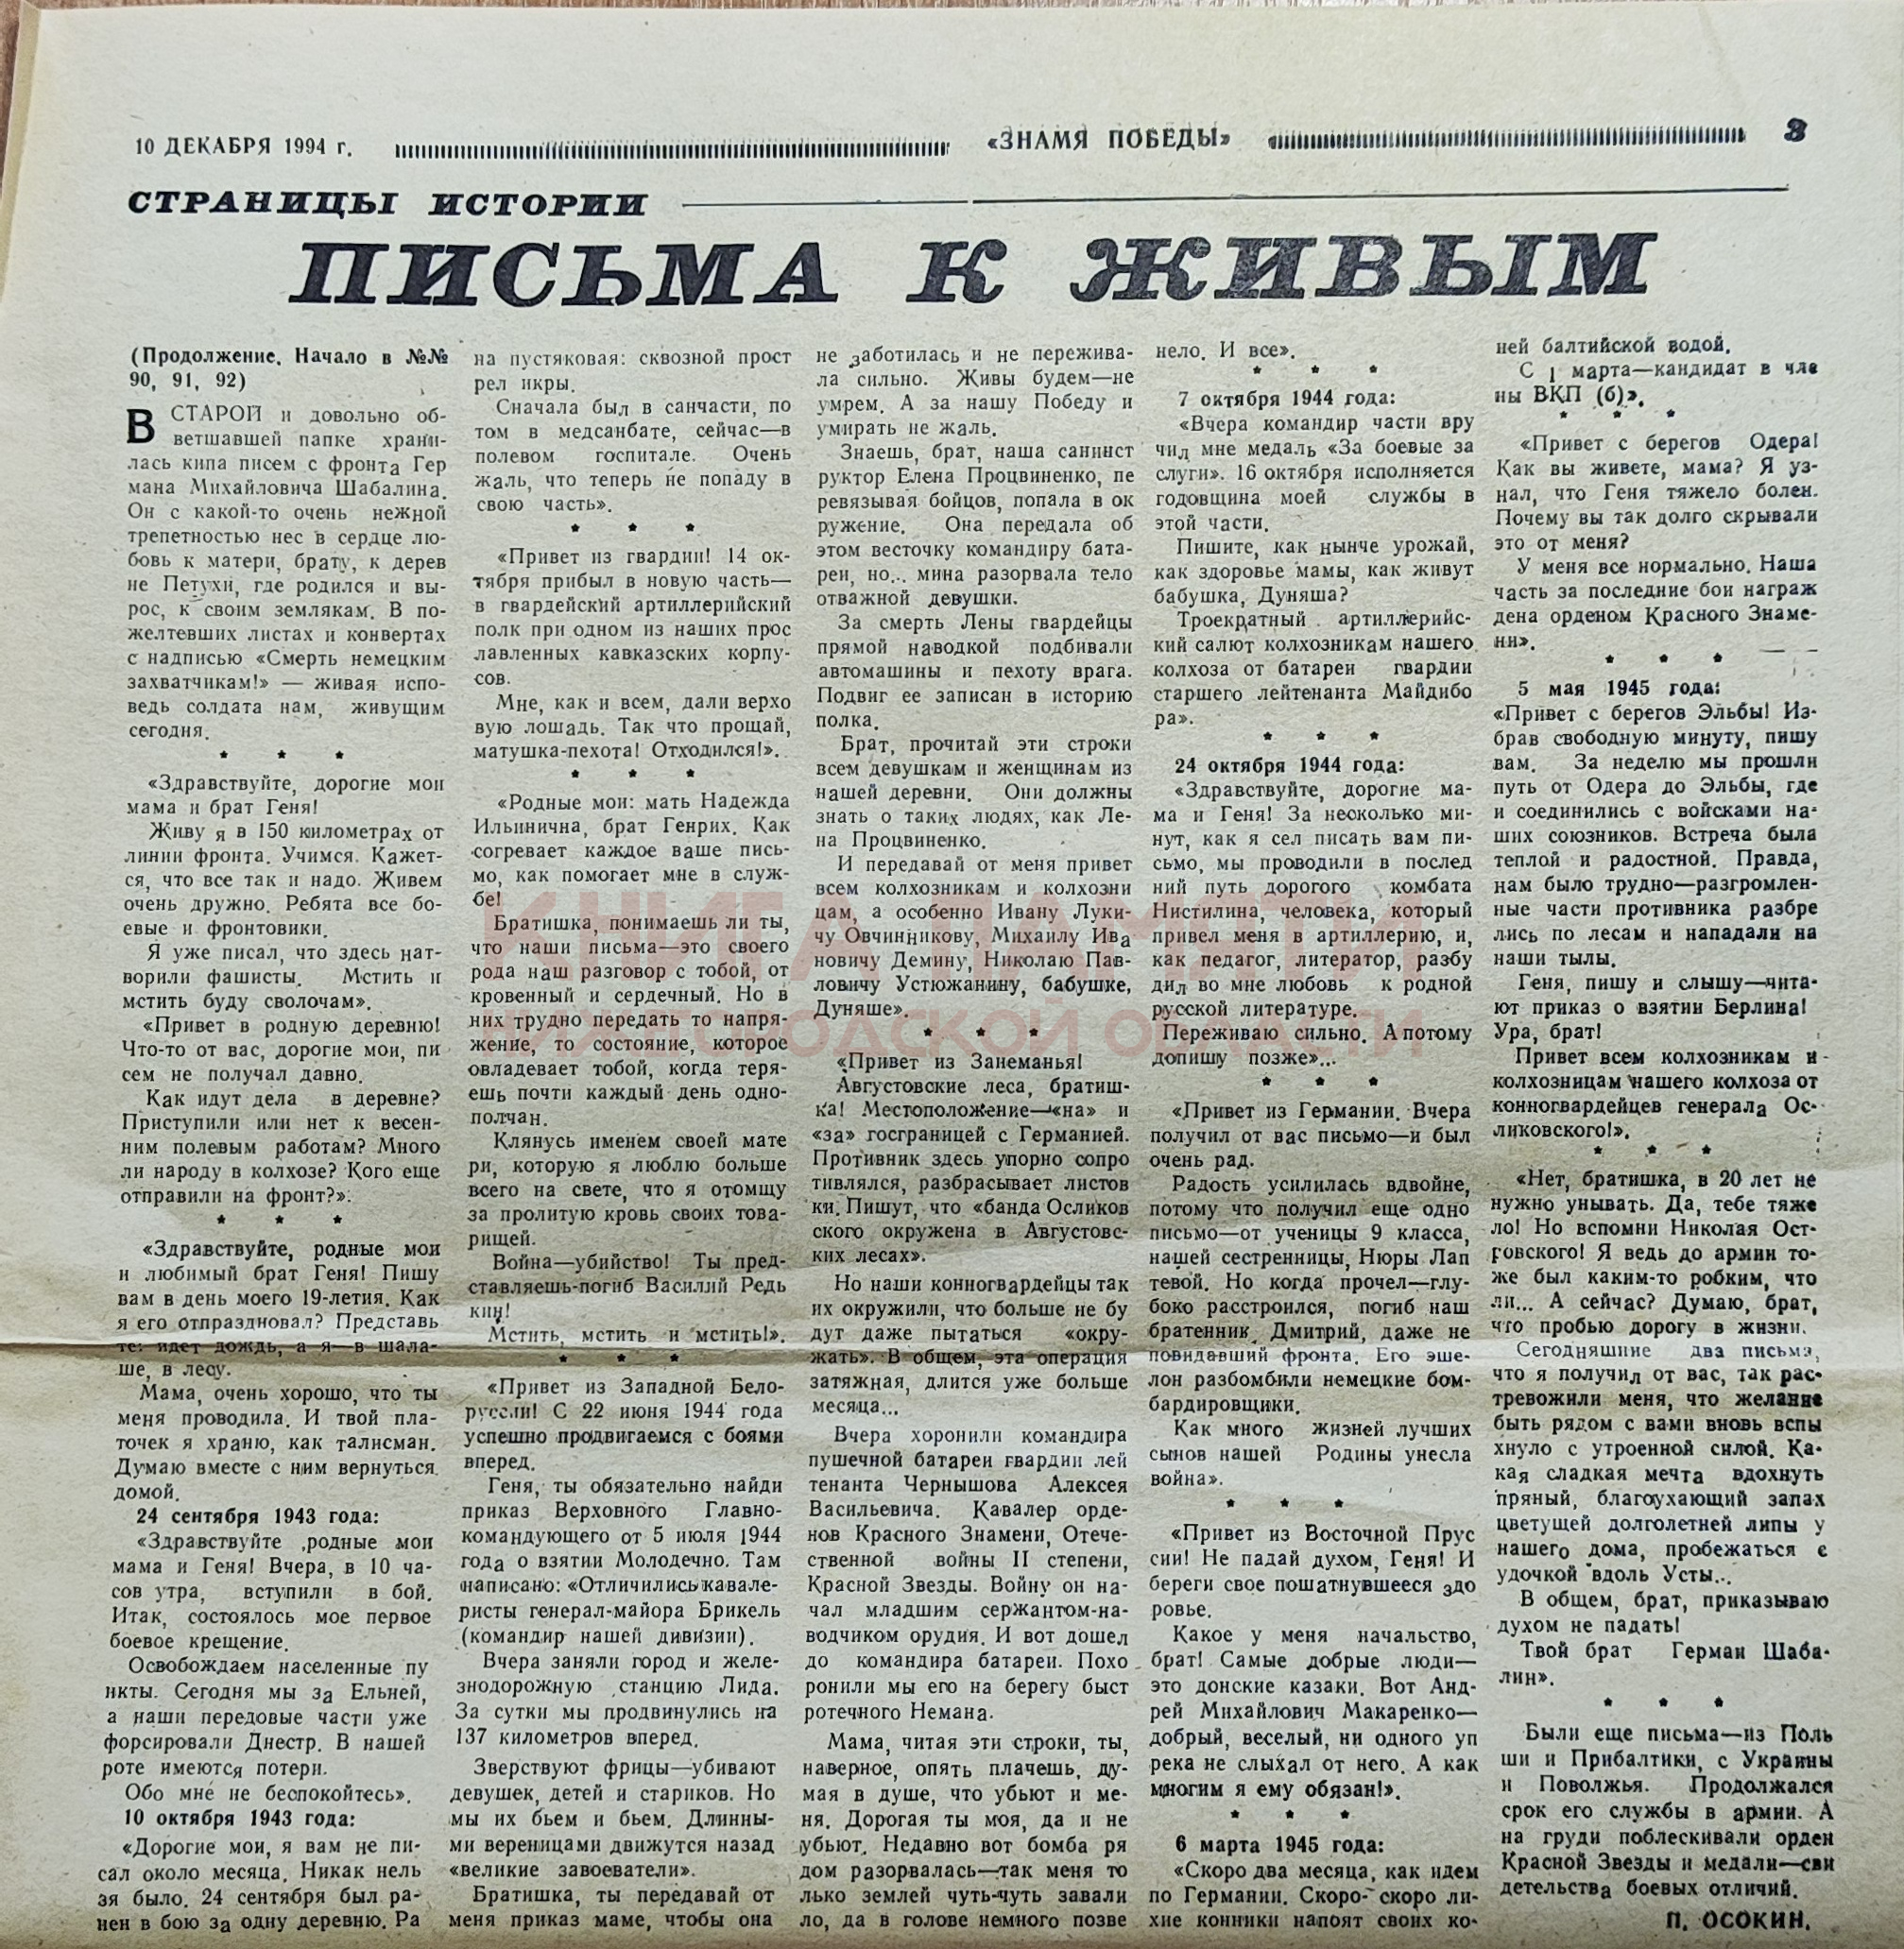 10 ДЕКАБРЯ 1994 г.
«ЗНАМЯ ПОБЕДЫ»
3
СТРАНИЦЫ ИСТОРИИ
ПИСЬМА К ЖИВЫМ
(Продолжение. Начало в №№
90, 91, 92)
В СТАРОЙ и довольно об-
ветшавшей папке храни-
лась кипа писем с фронта Гер
мана Михайловича Шабалина.
Он с какой-то очень нежной
трепетностью нес в сердце лю-
бовь к матери, брату, к дерев
не Петухи, где родился и вы-
рос, к своим землякам. В по-
желтевших листах и конвертах
с надписью «Смерть немецким
захватчикам!» — живая испо-
ведь солдата нам, живущим
сегодня.
* * *
«Здравствуйте, дорогие мои
мама и брат Геня!
Живу я в 150 километрах от
линии фронта. Учимся. Кажет-
ся, что все так и надо. Живем
очень дружно. Ребята все бо-
евые и фронтовики.
Я уже писал, что здесь нат-
ворили фашисты. Мстить и
мстить буду сволочам».
«Привет в родную деревню!
Что-то от вас, дорогие мои, пи
сем не получал давно.
Как идут дела в деревне?
Приступили или нет к весен-
ним полевым работам? Много
ли народу в колхозе? Кого еще
отправили на фронт?».
* * *
«Здравствуйте, родные мои
и любимый брат Геня! Пишу
вам в день моего 19-летия. Как
я его отпраздновал? Представь
те: идет дождь, а я—в шала-
ше, в лесу.
Мама, очень хорошо, что ты
меня проводила. И твой пла-
точек я храню, как талисман.
Думаю вместе с ним вернуться
домой.
24 сентября 1943 года:
«Здравствуйте ,родные мои
мама и Геня! Вчера, в 10 ча-
сов утра, вступили в бой.
Итак, состоялось мое первое
боевое крещение.
Освобождаем населенные пу
нкты. Сегодня мы за Ельней,
а наши передовые части уже
форсировали Днестр. В нашей
роте имеются потери.
Обо мне не беспокойтесь».
10 октября 1943 года:
«Дорогие мои, я вам не пи-
сал около месяца. Никак нель
зя было. 24 сентября был ра-
нен в бою за одну деревню. Ра
на пустяковая: сквозной прост
рел икры.
Сначала был в санчасти, по
том в медсанбате, сейчас—в
полевом госпитале. Очень
жаль, что теперь не попаду в
свою часть».
* * *
«Привет из гвардии! 14 ок-
тября прибыл в новую часть—
в гвардейский артиллерийский
полк при одном из наших прос
лавленных кавказских корпу-
сов.
Мне, как и всем, дали верхо
вую лошадь. Так что прощай,
матушка-пехота! Отходился!».
* * *
«Родные мои: мать Надежда
Ильинична, брат Генрих. Как
согревает каждое ваше пись-
мо, как помогает мне в служ-
бе!
Братишка, понимаешь ли ты,
что наши письма—это своего
рода наш разговор с тобой, от
кровенный и сердечный. Но в
них трудно передать то напря-
жение, то состояние, которое
овладевает тобой, когда теря-
ешь почти каждый день одно-
полчан.
Клянусь именем своей мате
ри, которую я люблю больше
всего на свете, что я отомщу
за пролитую кровь своих това-
рищей.
Война—убийство! Ты пред-
ставляешь-погиб Василий Редь
кин!
Мстить, мстить и мстить!».
* * *
«Привет из Западной Бело-
руссии! С 22 июня 1944 года
успешно продвигаемся с боями
вперед.
Геня, ты обязательно найди
приказ Верховного Главно-
командующего от 5 июля 1944
года о взятии Молодечно. Там
написано: «Отличились кавале-
ристы генерал-майора Брикель
(командир нашей дивизии).
Вчера заняли город и желе-
знодорожную станцию Лида.
За сутки мы продвинулись на
137 километров вперед.
Зверствуют фрицы—убивают
девушек, детей и стариков. Но
мы их бьем и бьем. Длинны-
ми вереницами движутся назад
«великие завоеватели».
Братишка, ты передавай от
меня приказ маме, чтобы она
не заботилась и не пережива-
ла сильно. Живы будем—не
умрем. А за нашу Победу и
умирать не жаль.
Знаешь, брат, наша санинст
руктор Елена Процвиненко, пе
ревязывая бойцов, попала в ок
ружение. Она передала об
этом весточку командиру бата-
реи, но... мина разорвала тело
отважной девушки.
За смерть Лены гвардейцы
прямой наводкой подбивали
автомашины и пехоту врага.
Подвиг ее записан в историю
полка.
Брат, прочитай эти строки
всем девушкам и женщинам из
нашей деревни. Они должны
знать о таких людях, как Ле-
на Процвиненко.
И передавай от меня привет
всем колхозникам и колхозни
цам, а особенно Ивану Луки-
чу Овчинникову, Михаилу Ива
новичу Демину, Николаю Пав-
ловичу Устюжанину, бабушке,
Дуняше».
* * *
«Привет из Занеманья!
Августовские леса, братиш-
ка! Местоположение—«на» и
«за» госграницей с Германией.
Противник здесь упорно сопро
тивлялся, разбрасывает листов
ки. Пишут, что «банда Осликов
ского окружена в Августовс-
ких лесах».
Но наши конногвардейцы так
их окружили, что больше не бу
дут даже пытаться «окру-
жать». В общем, эта операция
затяжная, длится уже больше
месяца...
Вчера хоронили командира
пушечной батареи гвардии лей
тенанта Чернышова Алексея
Васильевича. Кавалер орде-
нов Красного Знамени, Отече-
ственной войны II степени,
Красной Звезды. Войну он на-
чал младшим сержантом-на-
водчиком орудия. И вот дошел
до командира батареи. Похо
ронили мы его на берегу быст
ротечного Немана.
Мама, читая эти строки, ты,
наверное, опять плачешь, ду-
мая в душе, что убьют и ме-
ня. Дорогая ты моя, да и не
убьют. Недавно вот бомба ря
дом разорвалась—так меня то
лько землей чуть-чуть завали
ло, да в голове немного позве
нело. И все».
* * *
7 октября 1944 года:
«Вчера командир части вру
чил мне медаль «За боевые за
слуги». 16 октября исполняется
годовщина моей службы в
этой части.
Пишите, как нынче урожай,
как здоровье мамы, как живут
бабушка, Дуняша?
Троекратный артиллерийс-
кий салют колхозникам нашего
колхоза от батареи гвардии
старшего лейтенанта Майдибо
ра».
* * *
24 октября 1944 года:
«Здравствуйте, дорогие ма-
ма и Геня! За несколько ми-
нут, как я сел писать вам пи-
сьмо, мы проводили в послед
ний путь дорогого комбата
Нистилина, человека, который
привел меня в артиллерию, и,
как педагог, литератор, разбу
дил во мне любовь к родной
русской литературе.
Переживаю сильно. А потому
допишу позже»...
* * *
«Привет из Германии. Вчера
получил от вас письмо—и был
очень рад.
Радость усилилась вдвойне,
потому что получил еще одно
письмо—от ученицы 9 класса,
нашей сестренницы, Нюры Лап
тевой. Но когда прочел—глу-
боко расстроился, погиб наш
братенник Дмитрий, даже не
повидавший фронта. Его эше-
лон разбомбили немецкие бом-
бардировщики.
Как много жизней лучших
сынов нашей Родины унесла
война».
* * *
«Привет из Восточной Прус
сии! Не падай духом, Геня! И
береги свое пошатнувшееся здо
ровье.
Какое у меня начальство,
брат! Самые добрые люди—
это донские казаки. Вот Анд-
рей Михайлович Макаренко—
добрый, веселый, ни одного уп
река не слыхал от него. А как
многим я ему обязан!».
* * *
6 марта 1945 года:
«Скоро два месяца, как идем
по Германии. Скоро-скоро ли-
хие конники напоят своих ко-
ней балтийской водой.
С 1 марта—кандидат в чле
ны ВКП (б)».
* * *
«Привет с берегов Одера!
Как вы живете, мама? Я уз-
нал, что Геня тяжело болен.
Почему вы так долго скрывали
это от меня?
У меня все нормально. Наша
часть за последние бои награж
дена орденом Красного Знаме-
ни».
* * *
5 мая 1945 года:
«Привет с берегов Эльбы! Из-
брав свободную минуту, пишу
вам. За неделю мы прошли
путь от Одера до Эльбы, где
и соединились с войсками на-
ших союзников. Встреча была
теплой и радостной. Правда,
нам было трудно—разгромлен-
ные части противника разбре
лись по лесам и нападали на
наши тылы.
Геня, пишу и слышу—чита-
ют приказ о взятии Берлина!
Ура, брат!
Привет всем колхозникам и
колхозницам нашего колхоза от
конногвардейцев генерала Ос-
ликовского!».
* * *
«Нет, братишка, в 20 лет не
нужно унывать. Да, тебе тяже
ло! Но вспомни Николая Ост-
ровского! Я ведь до армии то-
же был каким-то робким, что
ли... А сейчас? Думаю, брат,
что пробью дорогу в жизни.
Сегодняшние два письма,
что я получил от вас, так рас-
тревожили меня, что желание
быть рядом с вами вновь вспы
хнуло с утроенной силой. Ка-
кая сладкая мечта вдохнуть
пряный, благоухающий запах
цветущей долголетней липы у
нашего дома, пробежаться с
удочкой вдоль Усты...
В общем, брат, приказываю
духом не падать!
Твой брат Герман Шаба-
лин».
* * *
Были еще письма—из Поль
ши и Прибалтики, с Украины
и Поволжья. Продолжался
срок его службы в армии. А
на груди поблескивали орден
Красной Звезды и медали—сви
детельства боевых отличий.
П. ОСОКИН.
КНИГА ПАМЯТИ
ОБЛАСТИ